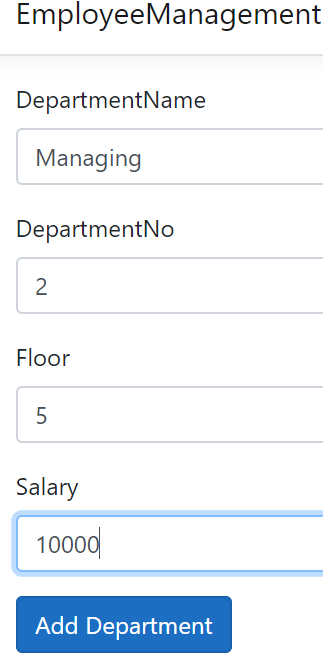 EmployeeManagement
DepartmentName
Managing
DepartmentNo
2
Floor
5
Salary
10000
Add Department